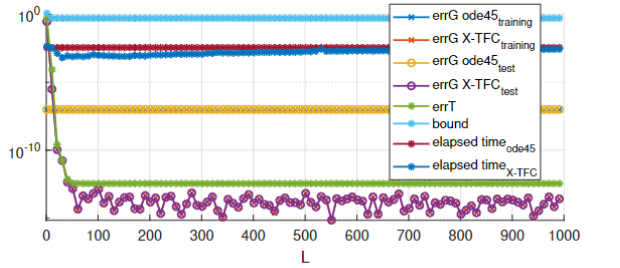 10^0
10^-10
errG ode45_training
errG X-TFC_training
errG ode45_test
errG X-TFC_test
errT
bound
elapsed time_ode45
elapsed time_X-TFC
0 100 200 300 400 500 600 700 800 900 1000
L